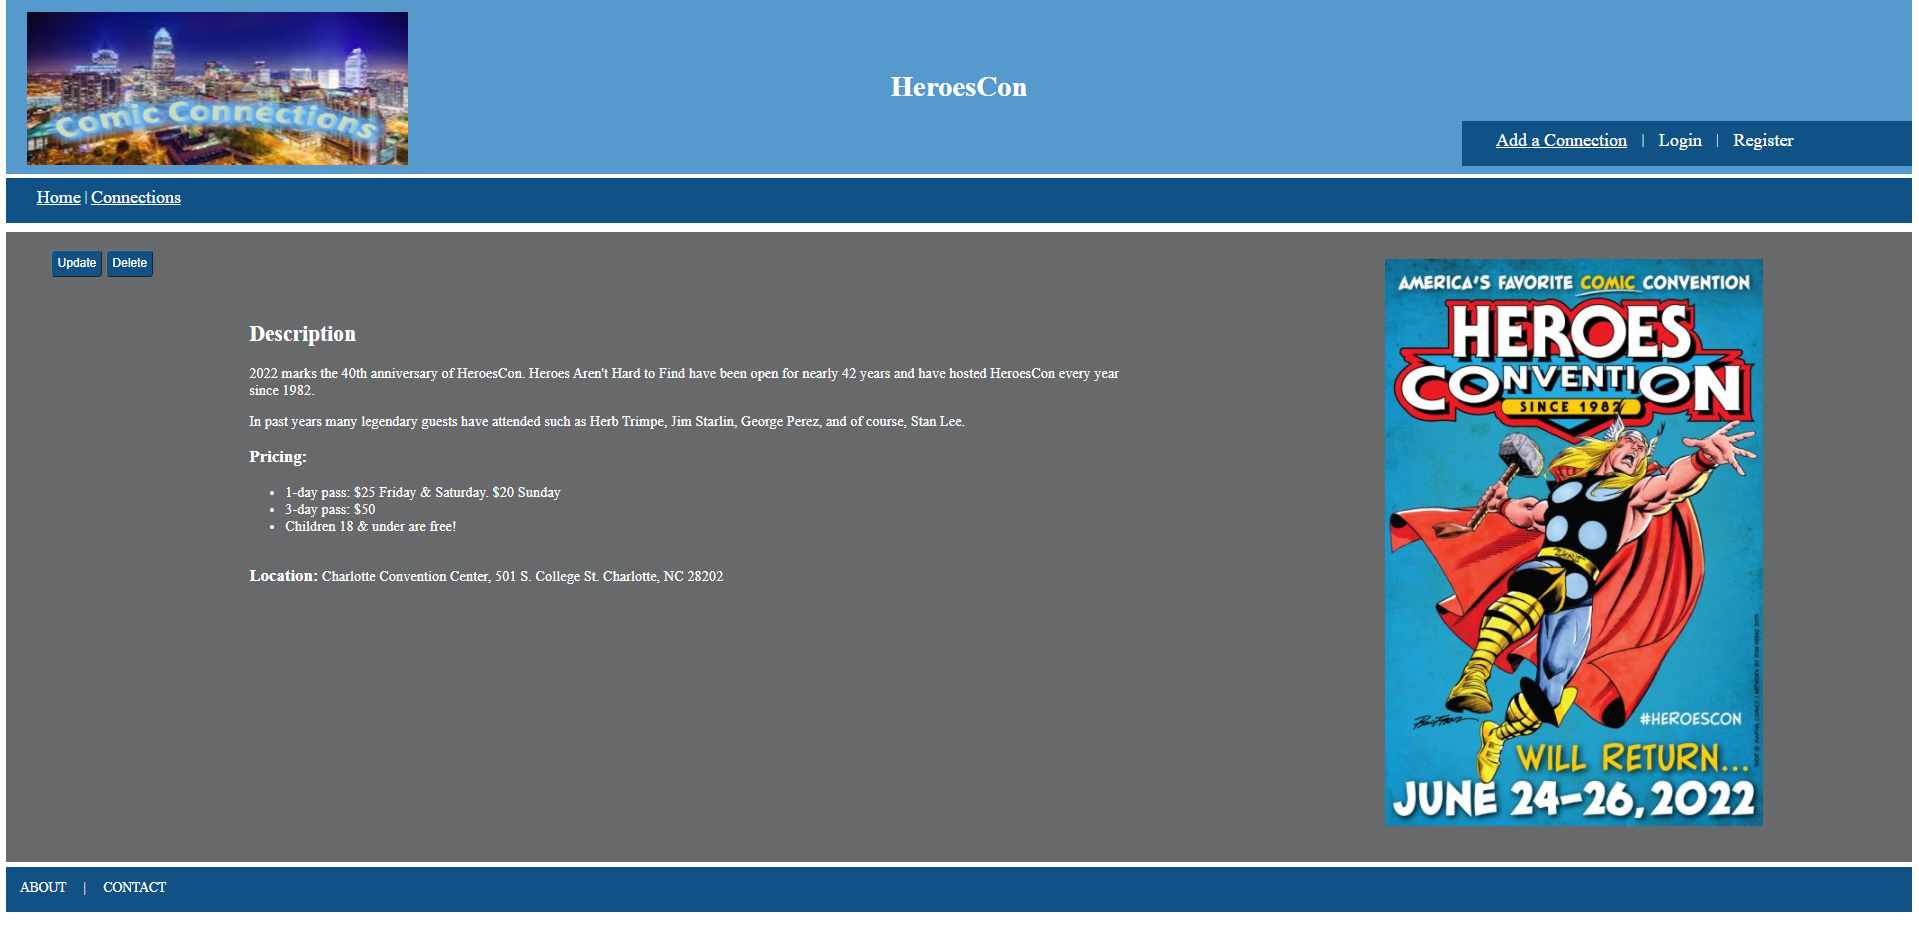 Comic Connections
HeroesCon
Add a Connection | Login | Register
Home | Connections
Update Delete
Description
2022 marks the 40th anniversary of HeroesCon. Heroes Aren't Hard to Find have been open for nearly 42 years and have hosted HeroesCon every year
since 1982.
In past years many legendary guests have attended such as Herb Trimpe, Jim Starlin, George Perez, and of course, Stan Lee.
Pricing:
• 1-day pass: $25 Friday & Saturday. $20 Sunday
• 3-day pass: $50
• Children 18 & under are free!
Location: Charlotte Convention Center, 501 S. College St. Charlotte, NC 28202
AMERICA'S FAVORITE COMIC CONVENTION
HEROES
CONVENTION
SINCE 1982
#HEROESCON
WILL RETURN...
JUNE 24-26, 2022
ABOUT | CONTACT